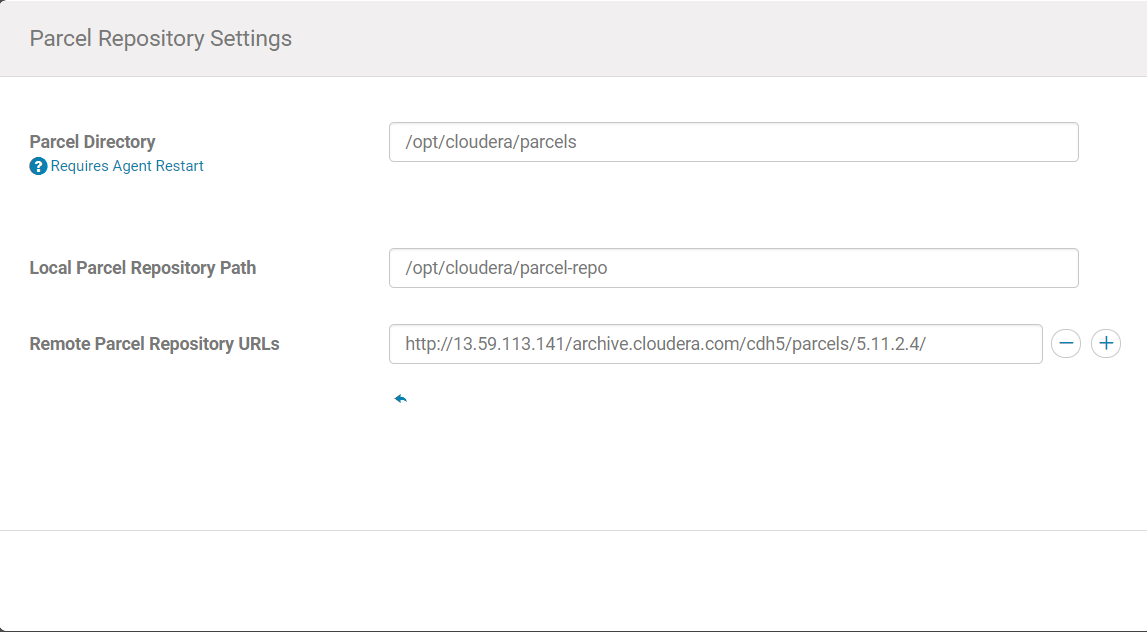 Parcel Repository Settings
Parcel Directory
/opt/cloudera/parcels
? Requires Agent Restart
Local Parcel Repository Path
/opt/cloudera/parcel-repo
Remote Parcel Repository URLs
http://13.59.113.141/archive.cloudera.com/cdh5/parcels/5.11.2.4/